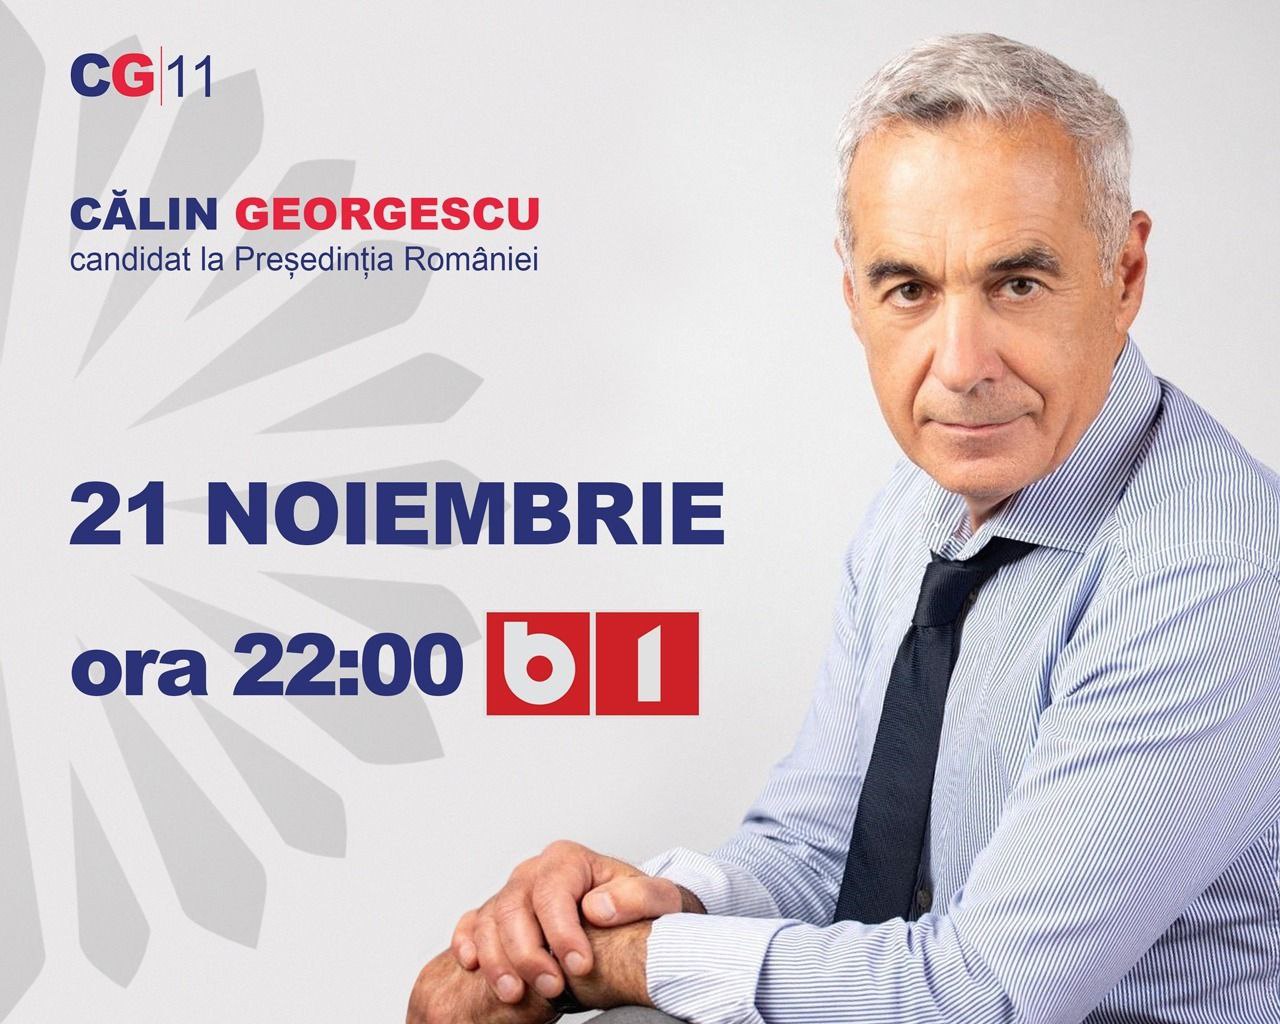 CG|11
CĂLIN GEORGESCU
candidat la Președinția României
21 NOIEMBRIE
ora 22:00 b1